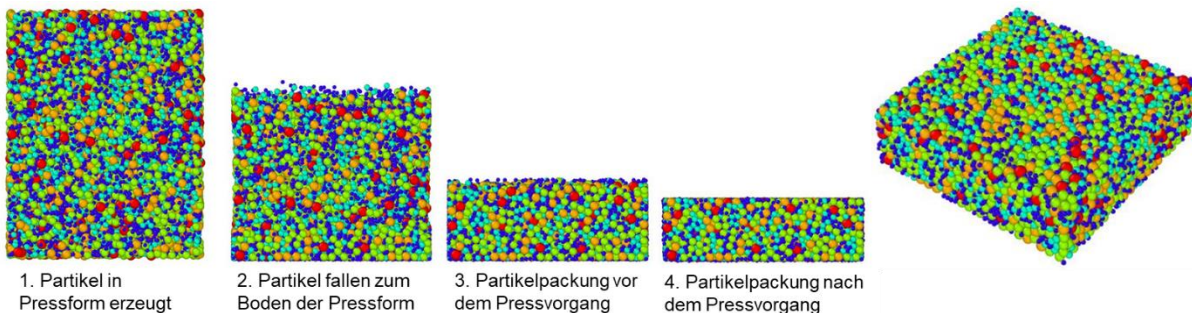 1. Partikel in
Pressform erzeugt
2. Partikel fallen zum
Boden der Pressform
3. Partikelpackung vor
dem Pressvorgang
4. Partikelpackung nach
dem Pressvorgang